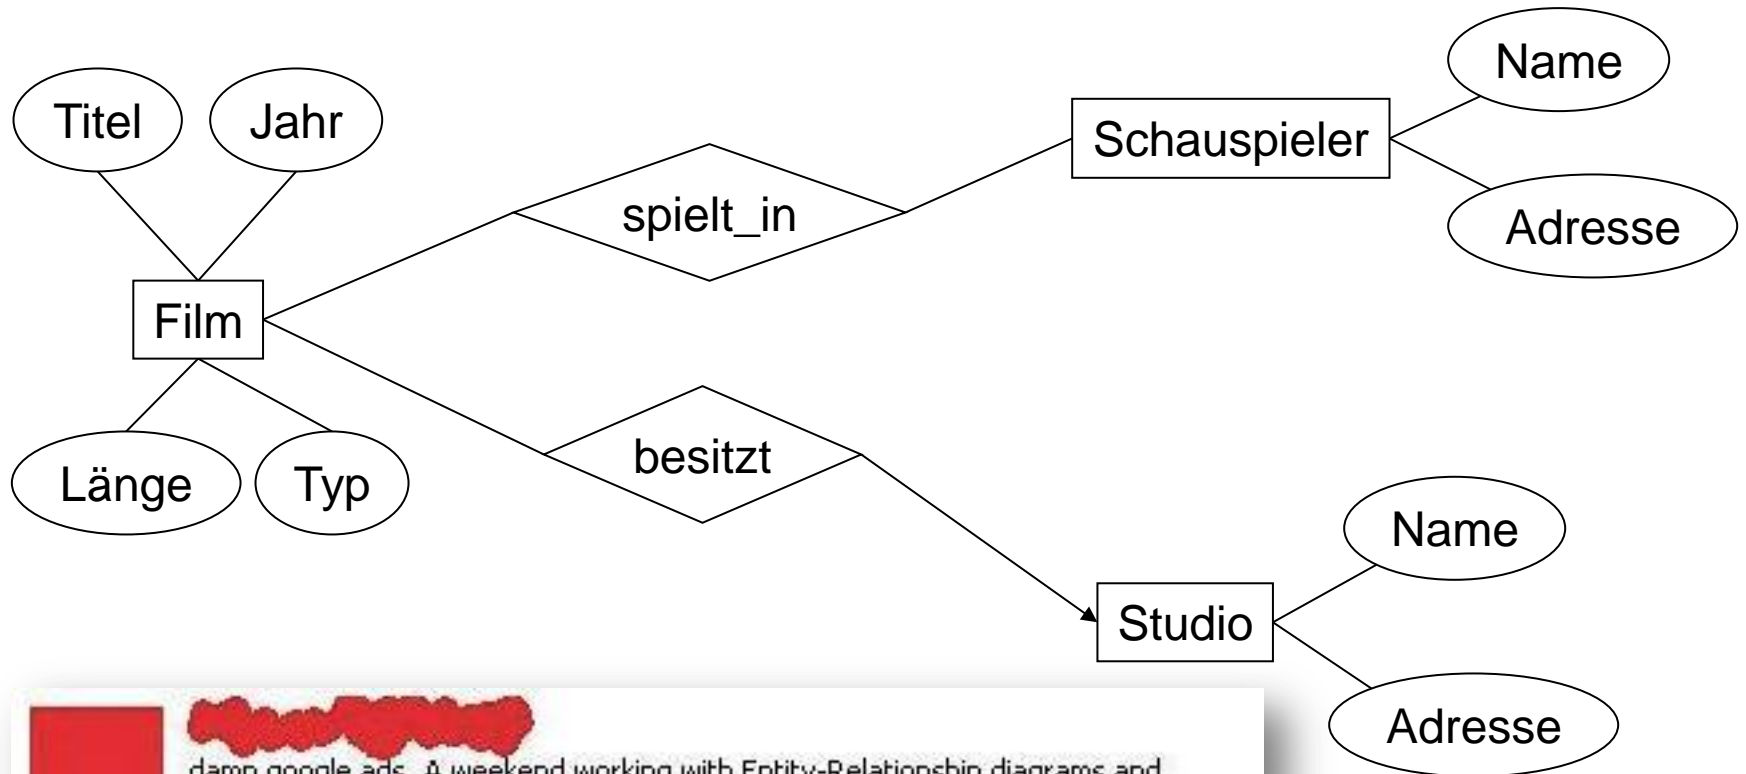 Name
Titel
Jahr
Schauspieler
spielt_in
Adresse
Film
besitzt
Länge
Typ
Name
Studio
Adresse
damn google ads. A weekend working with Entity-Relationship diagrams and